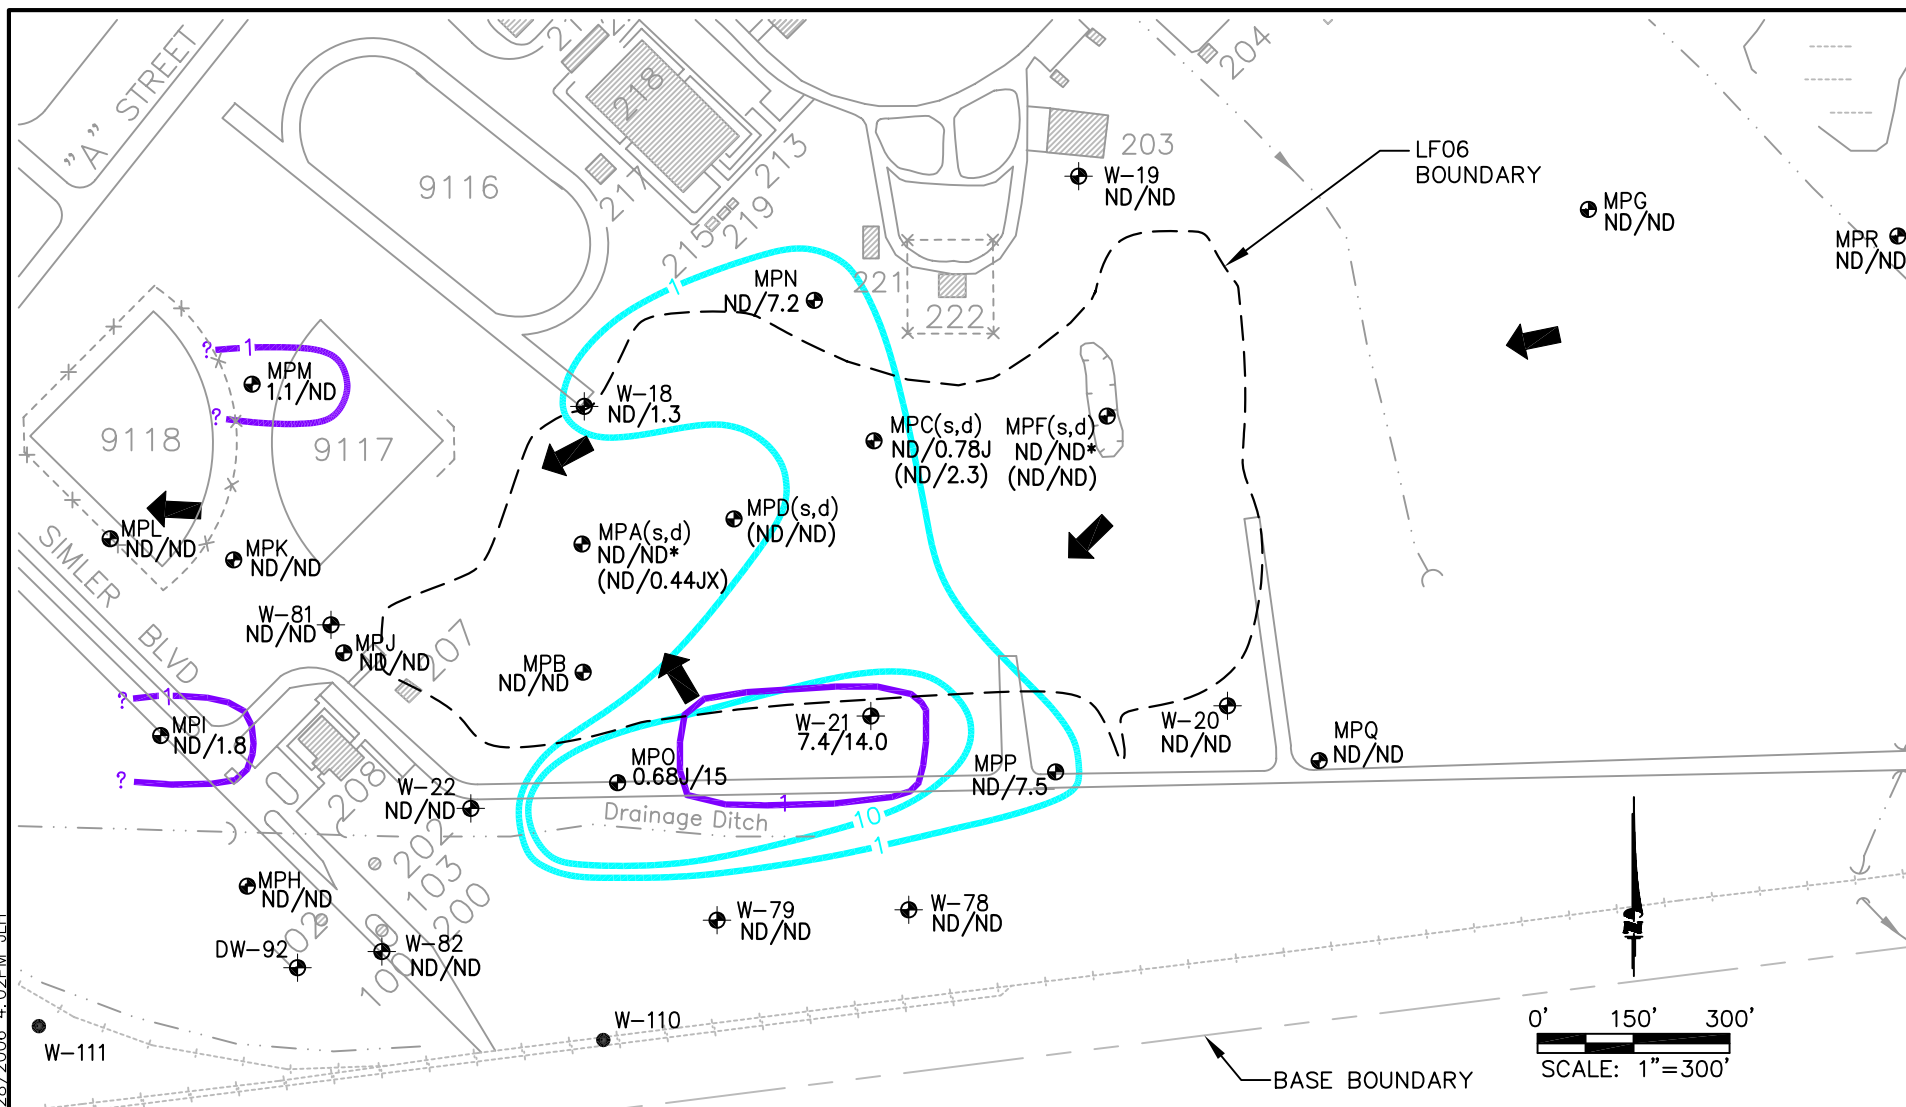 "A" STREET
9116
218
217
213
219
215
204
203
W-19
ND/ND
LF06
BOUNDARY
MPG
ND/ND
MPR
ND/ND
221
222
1
MPN
ND/7.2
? 1
MPM
1.1/ND
?
9118
9117
W-18
ND/1.3
MPC(s,d)
ND/0.78J
(ND/2.3)
MPF(s,d)
ND/ND*
(ND/ND)
MPD(s,d)
(ND/ND)
MPA(s,d)
ND/ND*
(ND/0.44JX)
MPL
ND/ND
MPK
ND/ND
SIMLER
BLVD
W-81
ND/ND
MPJ
ND/ND
207
MPB
ND/ND
? 1
MPI
ND/1.8
?
W-21
7.4/14.0
W-20
ND/ND
MPQ
ND/ND
MPO
0.68J/15
MPP
ND/7.5
1
W-22
ND/ND
208
Drainage Ditch
10
1
202
103
200
MPH
ND/ND
W-79
ND/ND
W-78
ND/ND
DW-92
W-82
ND/ND
100
W-110
W-111
N
0' 150' 300'
SCALE: 1"=300'
BASE BOUNDARY